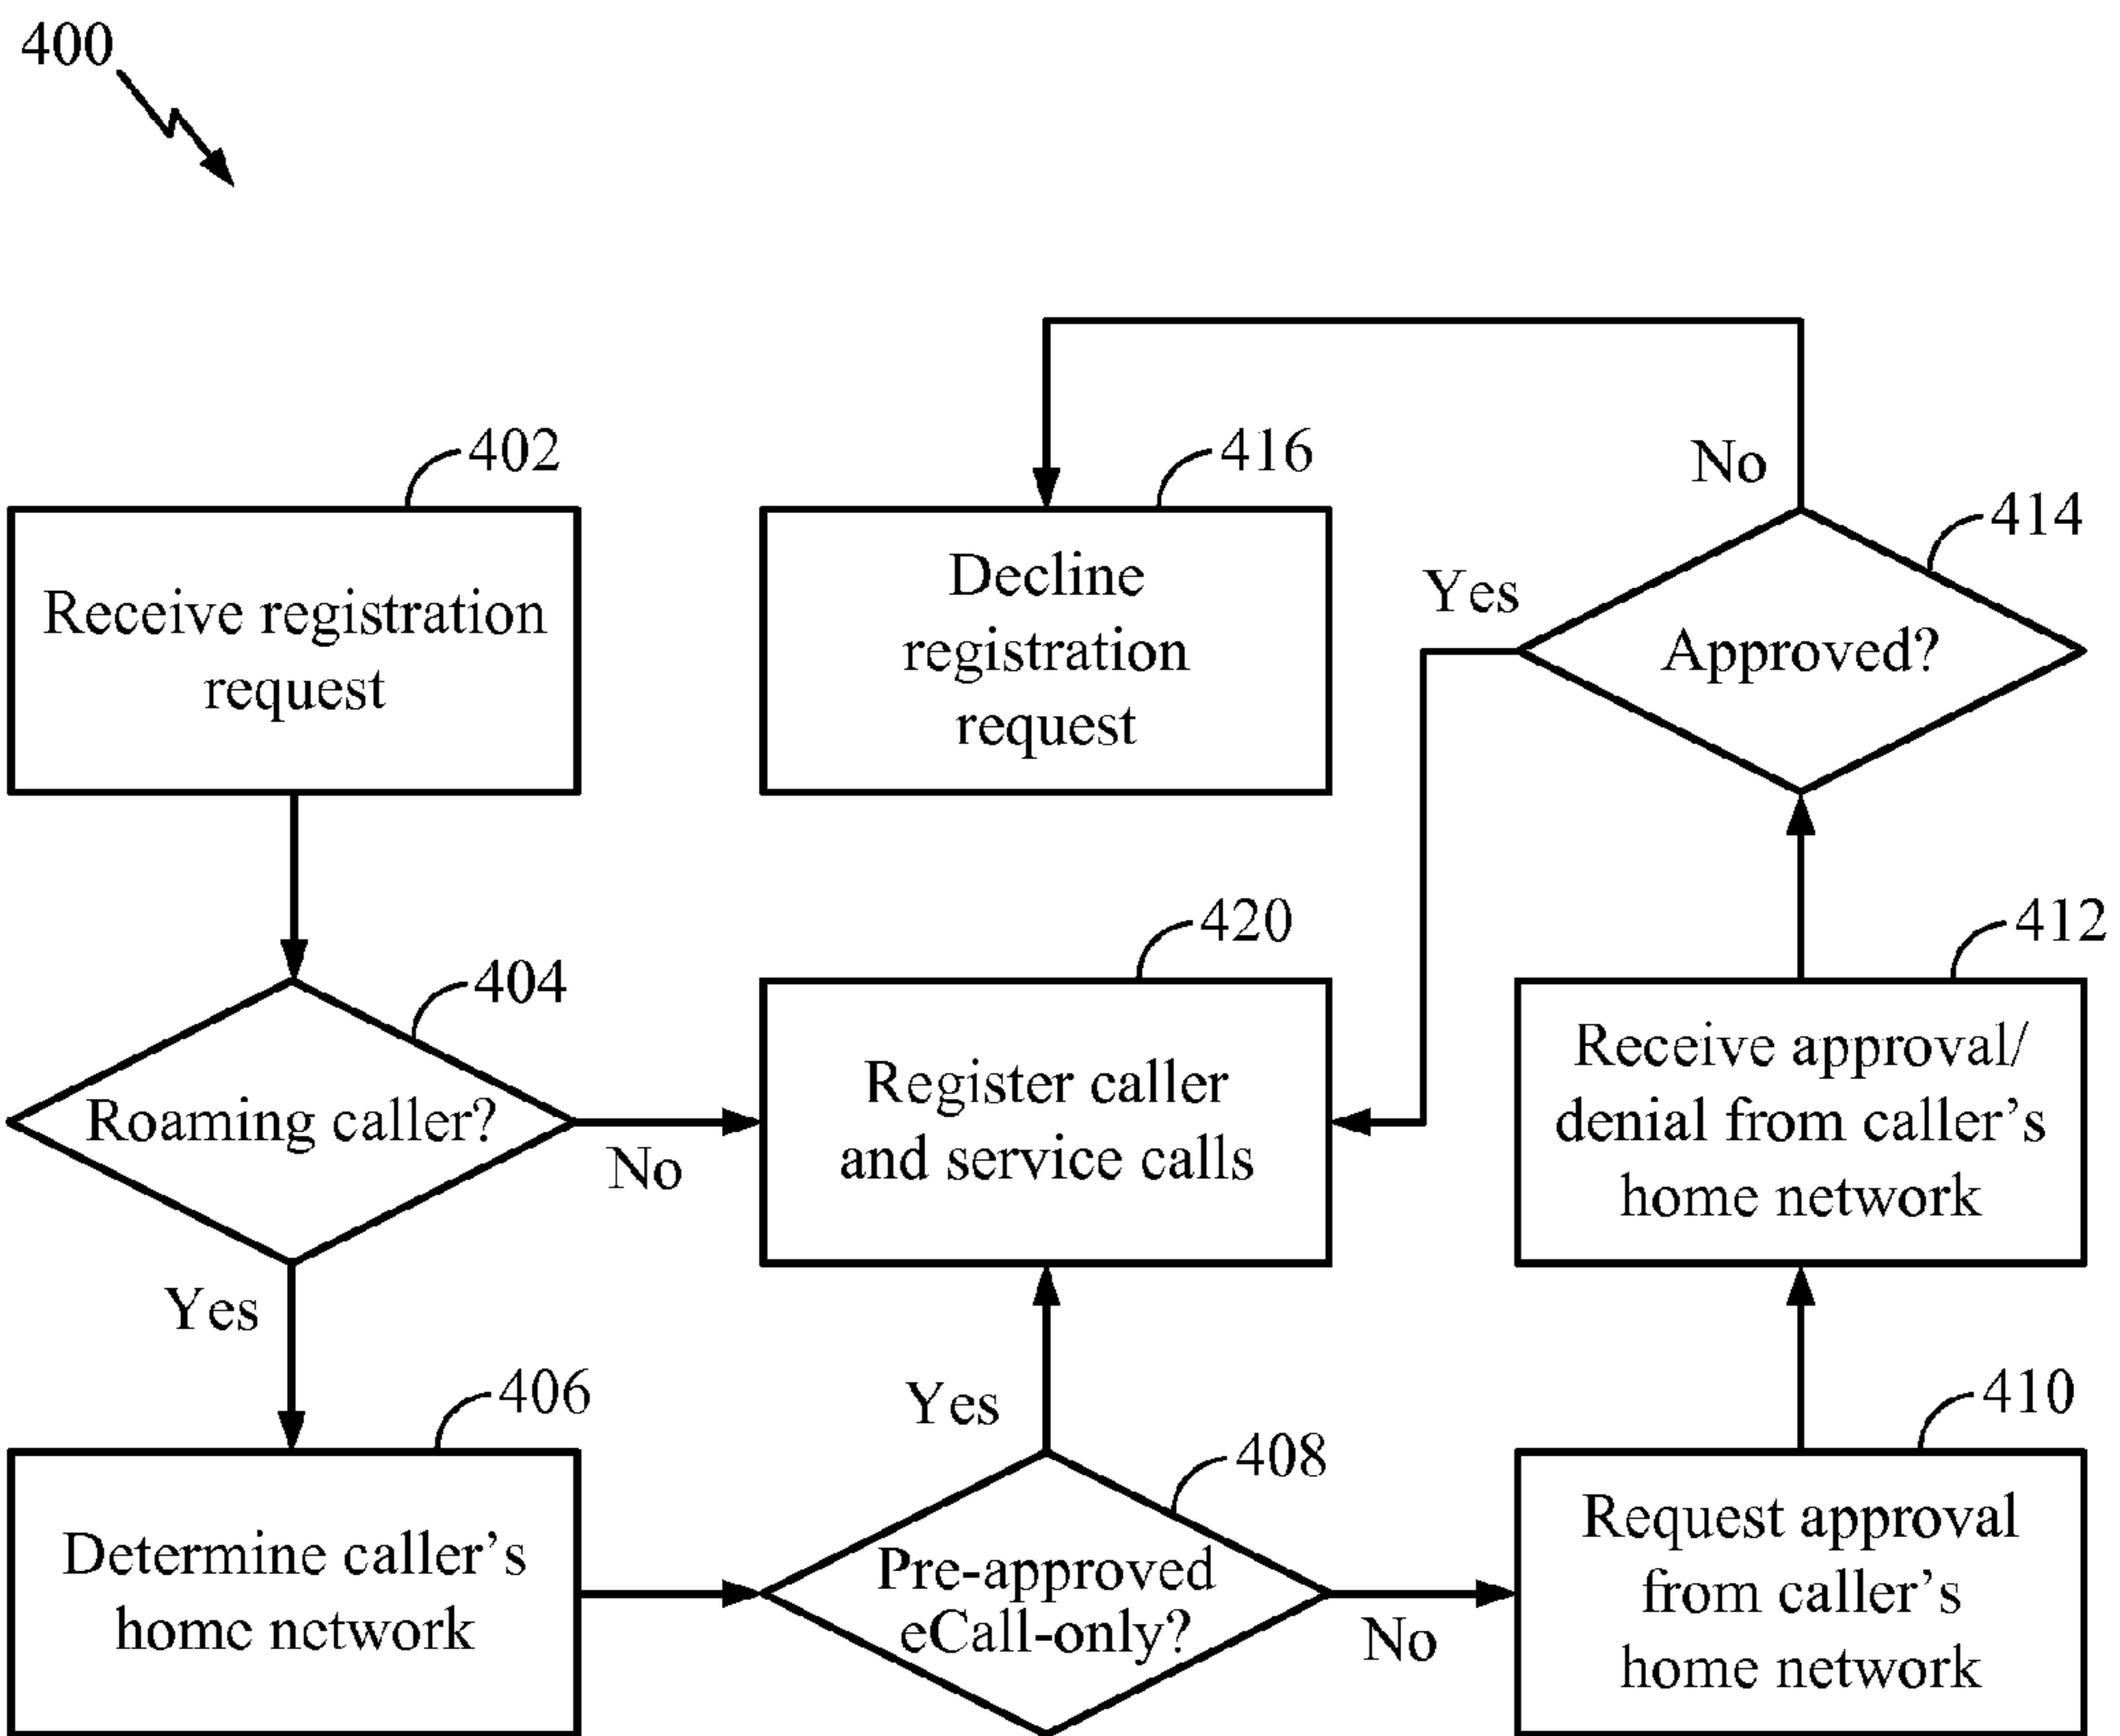 400
402
Receive registration
request
416
Decline
registration
request
No
414
Yes
Approved?
404
Roaming caller?
No
Yes
420
Register caller
and service calls
412
Receive approval/
denial from caller's
home network
406
Determine caller's
home network
Yes
408
Pre-approved
eCall-only?
No
410
Request approval
from caller's
home network